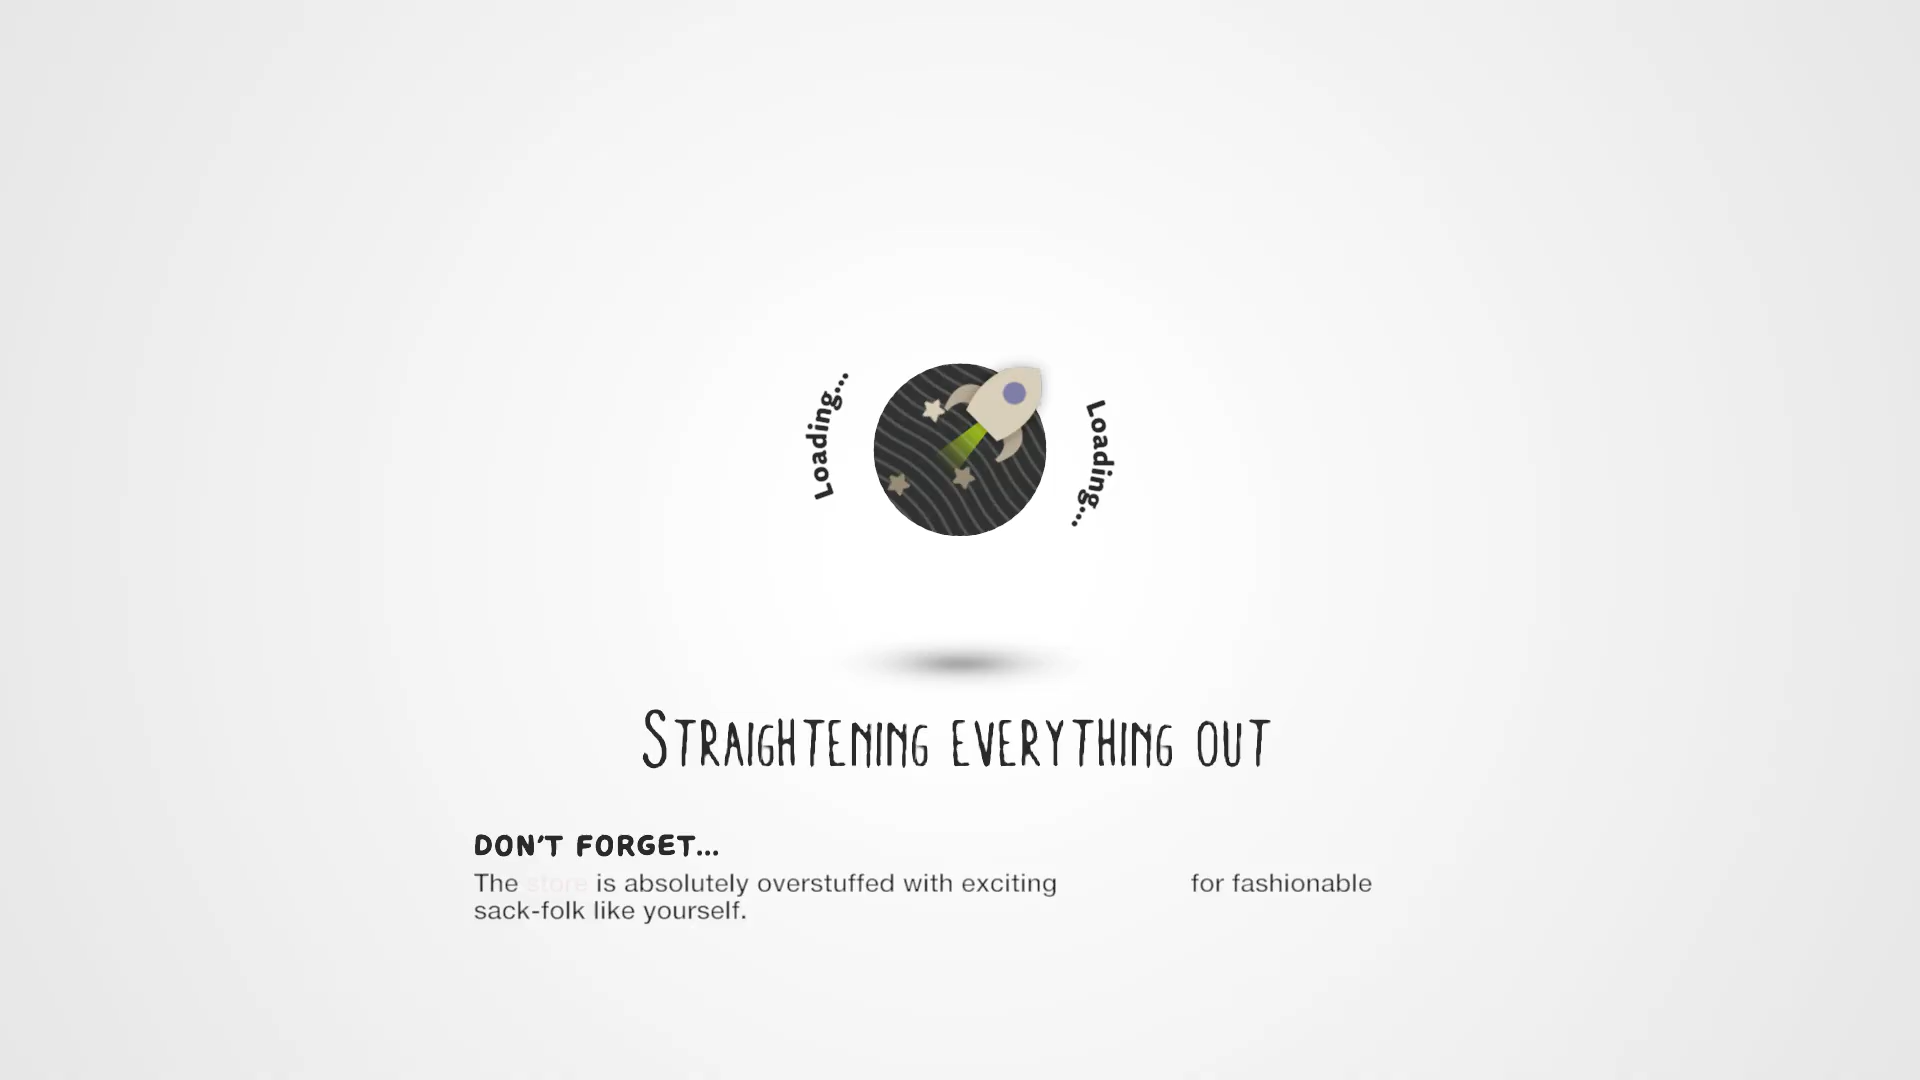 Loading...
Loading...
STRAIGHTENING EVERYTHING OUT
DON'T FORGET...
The store is absolutely overstuffed with exciting for fashionable
sack-folk like yourself.